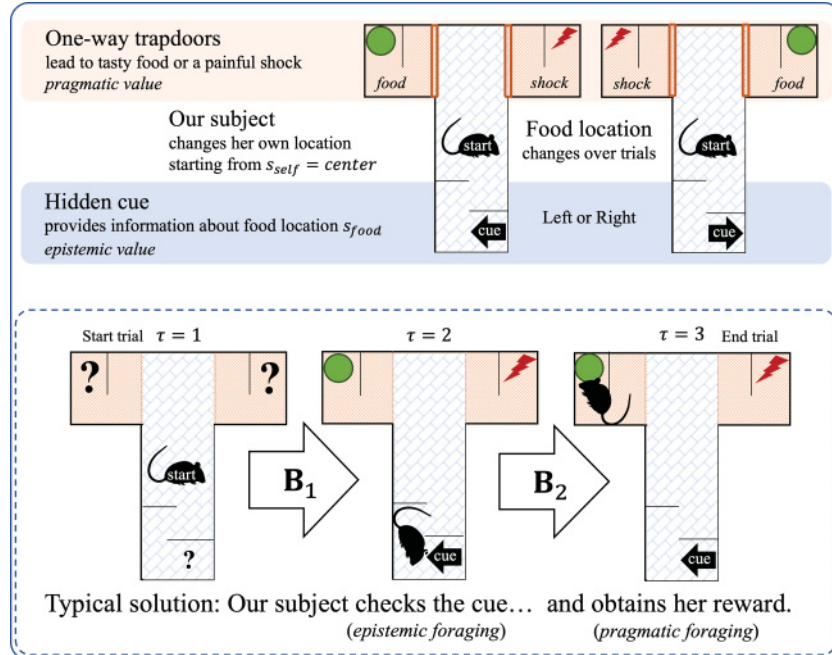 One-way trapdoors
lead to tasty food or a painful shock
pragmatic value
food
shock
shock
food
Our subject
changes her own location
starting from s_self = center
start
Food location
changes over trials
start
Hidden cue
provides information about food location s_food
epistemic value
cue
Left or Right
cue
Start trial τ = 1
τ = 2
τ = 3 End trial
? ?
start
B₁
B₂
?
cue
cue
Typical solution: Our subject checks the cue… and obtains her reward.
(epistemic foraging) (pragmatic foraging)